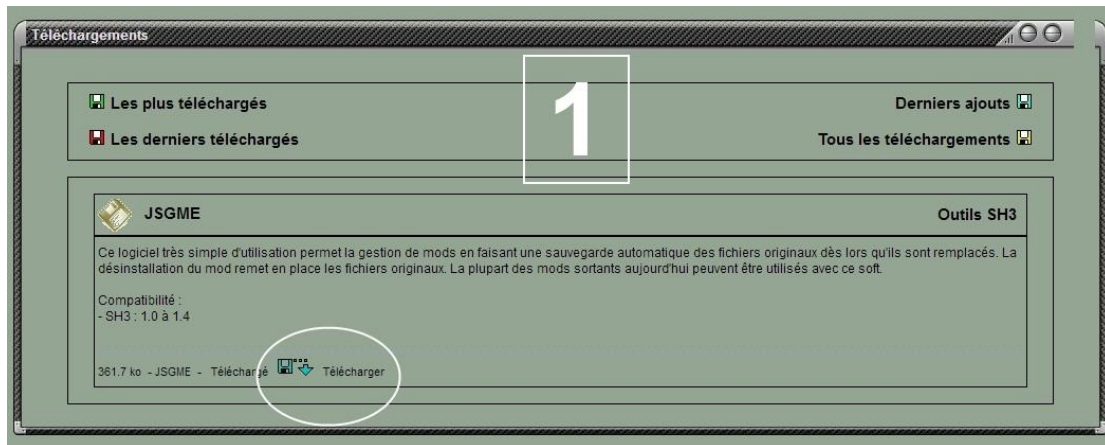 Téléchargements
1
Les plus téléchargés
Derniers ajouts
Les derniers téléchargés
Tous les téléchargements
JSGME
Outils SH3
Ce logiciel très simple d'utilisation permet la gestion de mods en faisant une sauvegarde automatique des fichiers originaux dès lors qu'ils sont remplacés. La
désinstallation du mod remet en place les fichiers originaux. La plupart des mods sortants aujourd'hui peuvent être utilisés avec ce soft.
Compatibilité :
- SH3 : 1.0 à 1.4
361.7 ko - JSGME - Téléchargé Télécharger